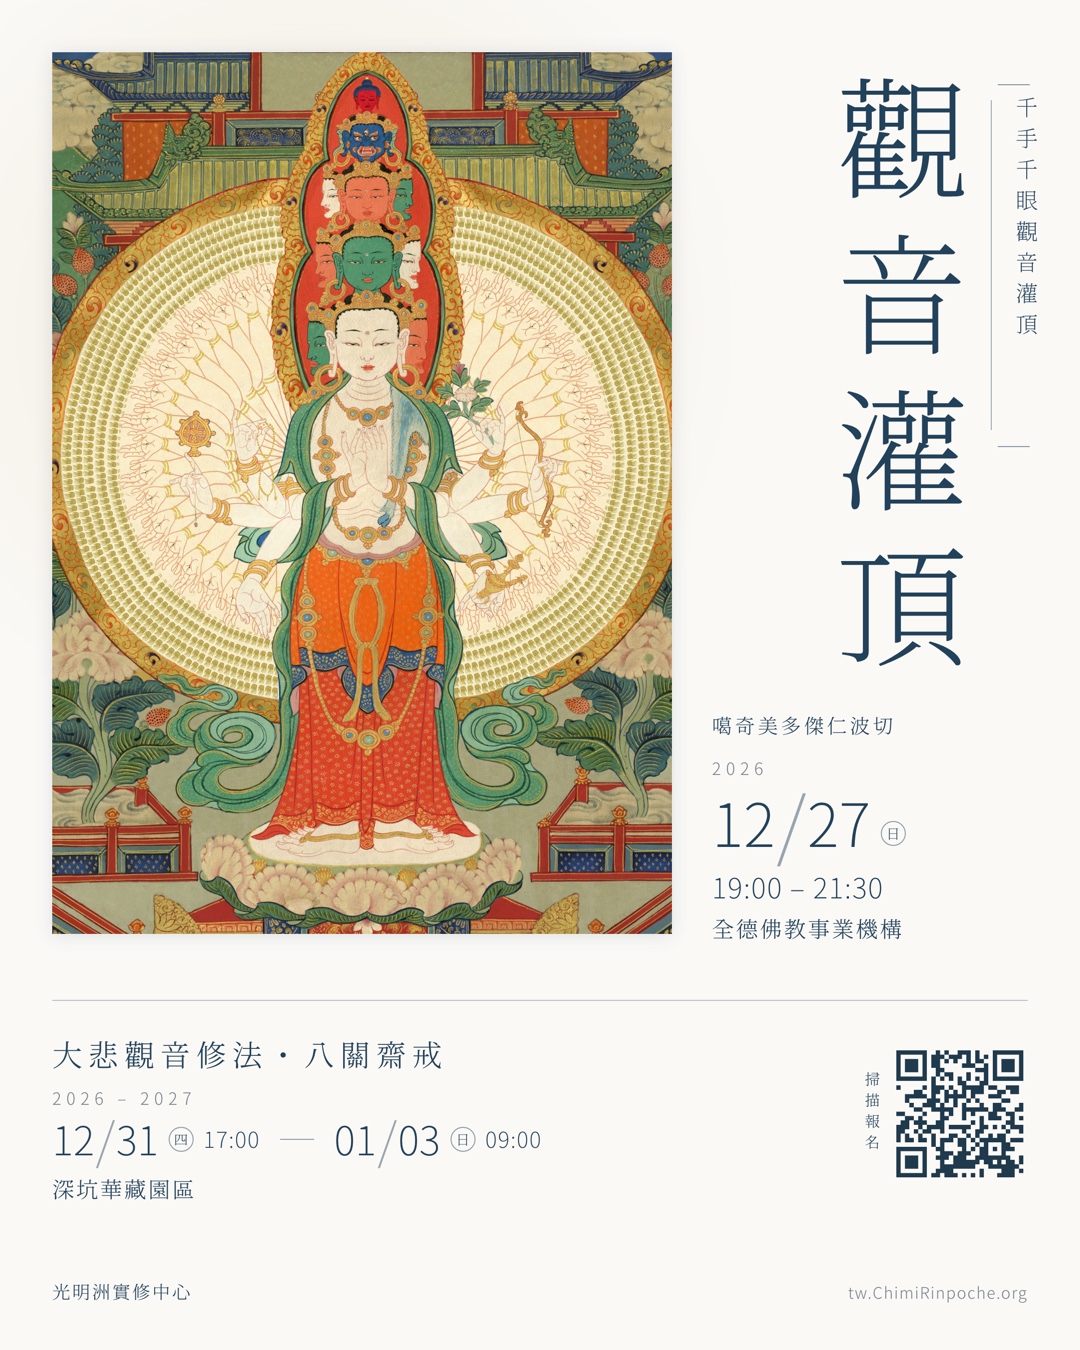 千手千眼觀音灌頂
觀音灌頂
噶奇美多傑仁波切
2026
12/27 日
19:00 – 21:30
全德佛教事業機構
大悲觀音修法・八關齋戒
2026 – 2027
12/31 四 17:00 — 01/03 日 09:00
深坑華藏園區
掃描報名
光明洲實修中心
tw.ChimiRinpoche.org